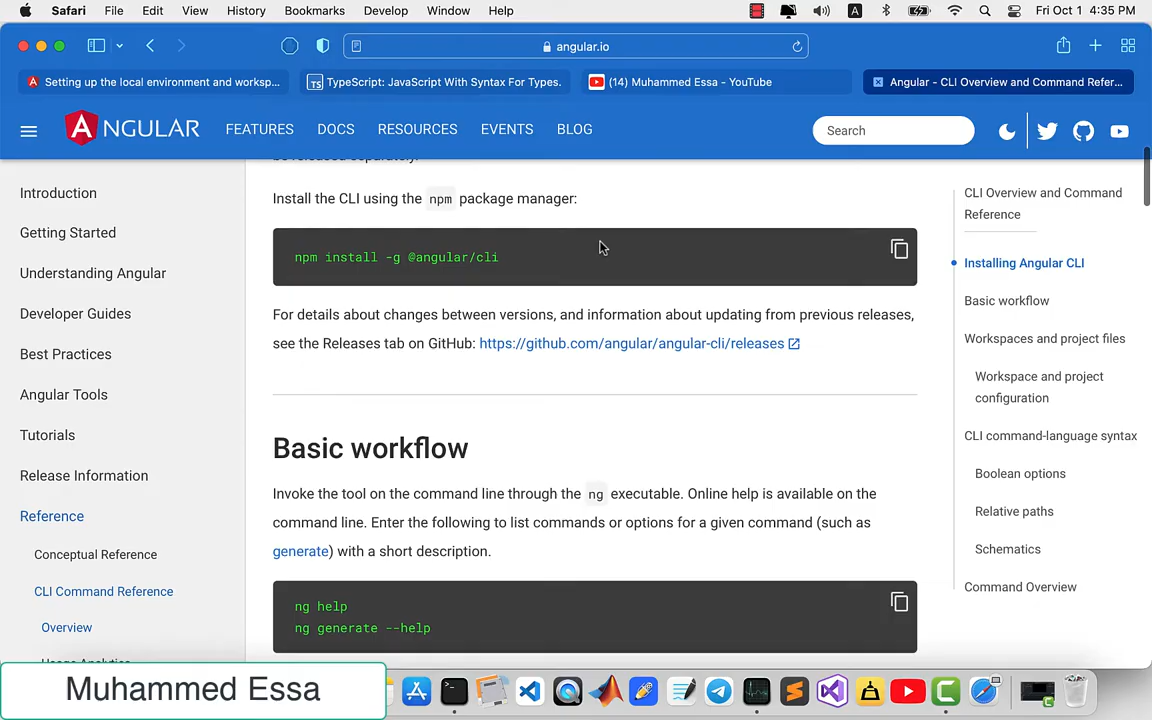 Safari File Edit View History Bookmarks Develop Window Help A Fri Oct 1 4:35 PM
angular.io
Setting up the local environment and worksp...
TS TypeScript: JavaScript With Syntax For Types.
(14) Muhammed Essa - YouTube
Angular - CLI Overview and Command Refer...
ANGULAR FEATURES DOCS RESOURCES EVENTS BLOG Search
Introduction
Getting Started
Understanding Angular
Developer Guides
Best Practices
Angular Tools
Tutorials
Release Information
Reference
Conceptual Reference
CLI Command Reference
Overview
Usage Analytics
be released separately.
Install the CLI using the npm package manager:
npm install -g @angular/cli
For details about changes between versions, and information about updating from previous releases,
see the Releases tab on GitHub: https://github.com/angular/angular-cli/releases
Basic workflow
Invoke the tool on the command line through the ng executable. Online help is available on the
command line. Enter the following to list commands or options for a given command (such as
generate) with a short description.
ng help
ng generate --help
CLI Overview and Command
Reference
Installing Angular CLI
Basic workflow
Workspaces and project files
Workspace and project
configuration
CLI command-language syntax
Boolean options
Relative paths
Schematics
Command Overview
Muhammed Essa